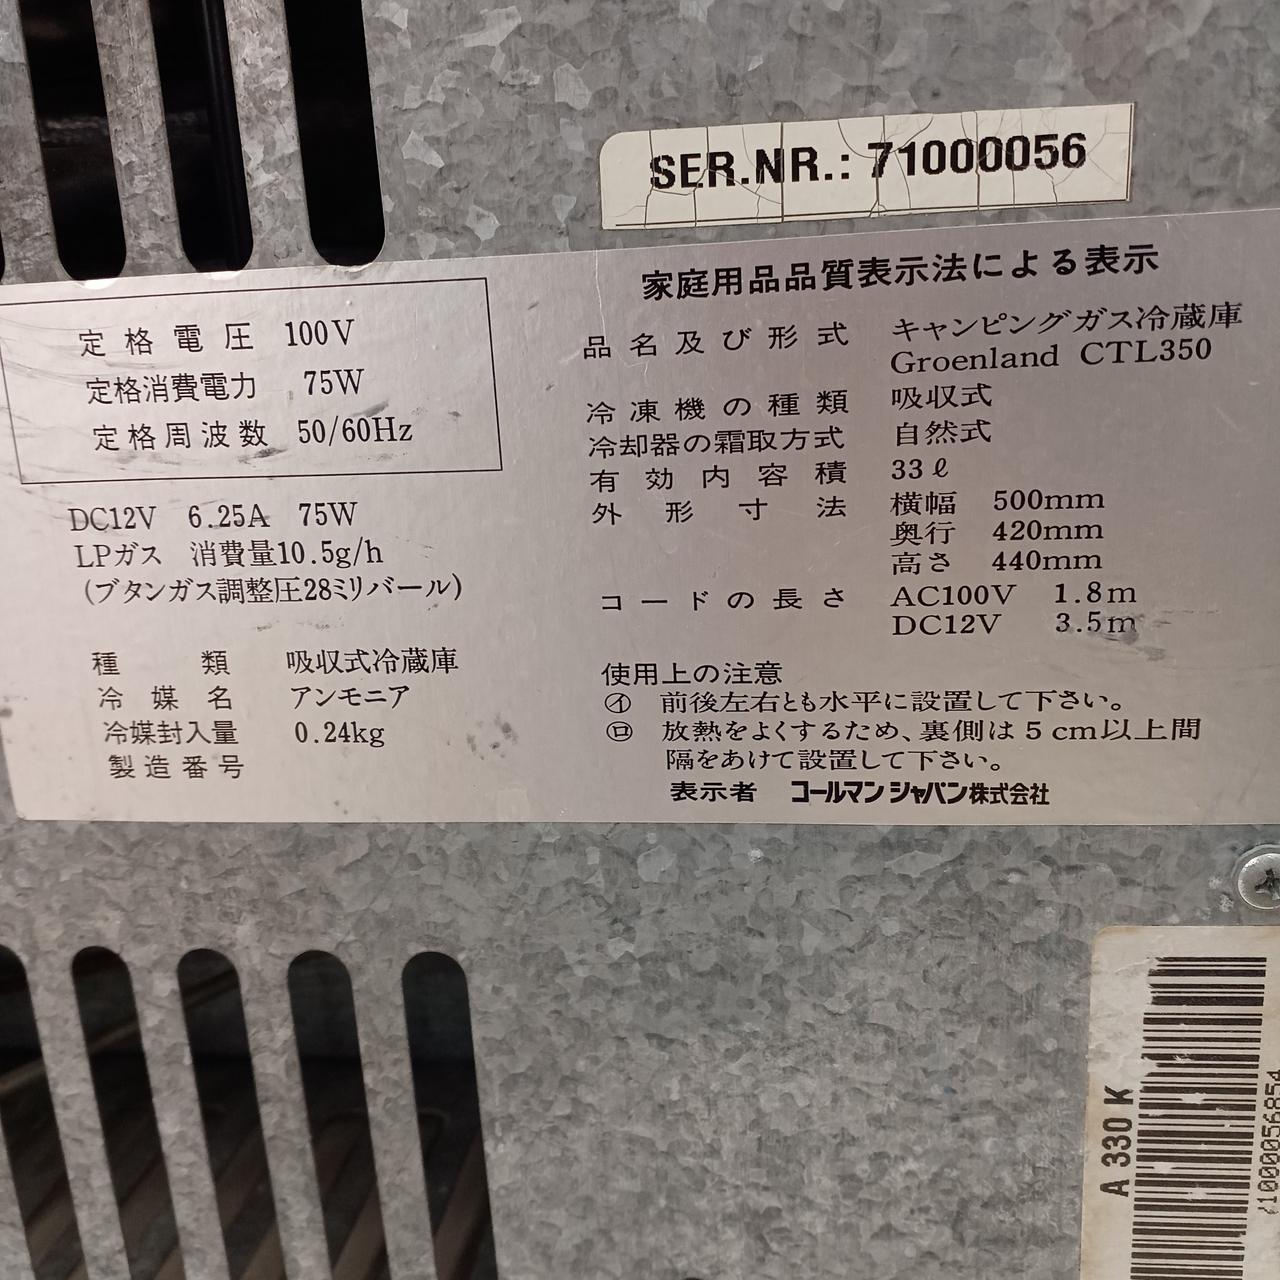 SER.NR.: 71000056
定格電圧 100V
定格消費電力 75W
定格周波数 50/60Hz
DC12V 6.25A 75W
LPガス 消費量10.5g/h
(ブタンガス調整圧28ミリバール)
種類 吸収式冷蔵庫
冷媒名 アンモニア
冷媒封入量 0.24kg
製造番号
家庭用品品質表示法による表示
品名及び形式 キャンピングガス冷蔵庫
Groenland CTL350
冷凍機の種類 吸収式
冷却器の霜取方式 自然式
有効内容積 33ℓ
外形寸法 横幅 500mm
奥行 420mm
高さ 440mm
コードの長さ AC100V 1.8m
DC12V 3.5m
使用上の注意
㋑ 前後左右とも水平に設置して下さい。
㋺ 放熱をよくするため、裏側は5cm以上間
隔をあけて設置して下さい。
表示者 コールマン ジャパン株式会社
A 330 K
71000056854